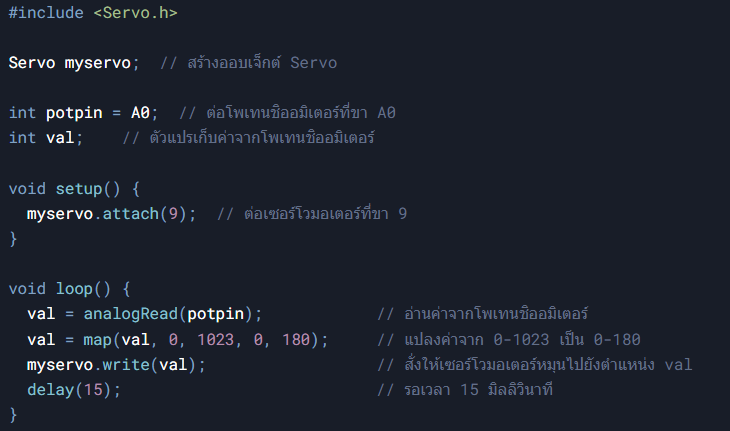 #include <Servo.h>
Servo myservo;  // สร้างออบเจ็กต์ Servo
int potpin = A0;  // ต่อโพเทนชิออมิเตอร์ที่ขา A0
int val;    // ตัวแปรเก็บค่าจากโพเทนชิออมิเตอร์
void setup() {
  myservo.attach(9);  // ต่อเซอร์โวมอเตอร์ที่ขา 9
}
void loop() {
  val = analogRead(potpin);            // อ่านค่าจากโพเทนชิออมิเตอร์
  val = map(val, 0, 1023, 0, 180);     // แปลงค่าจาก 0-1023 เป็น 0-180
  myservo.write(val);                  // สั่งให้เซอร์โวมอเตอร์หมุนไปยังตำแหน่ง val
  delay(15);                           // รอเวลา 15 มิลลิวินาที
}